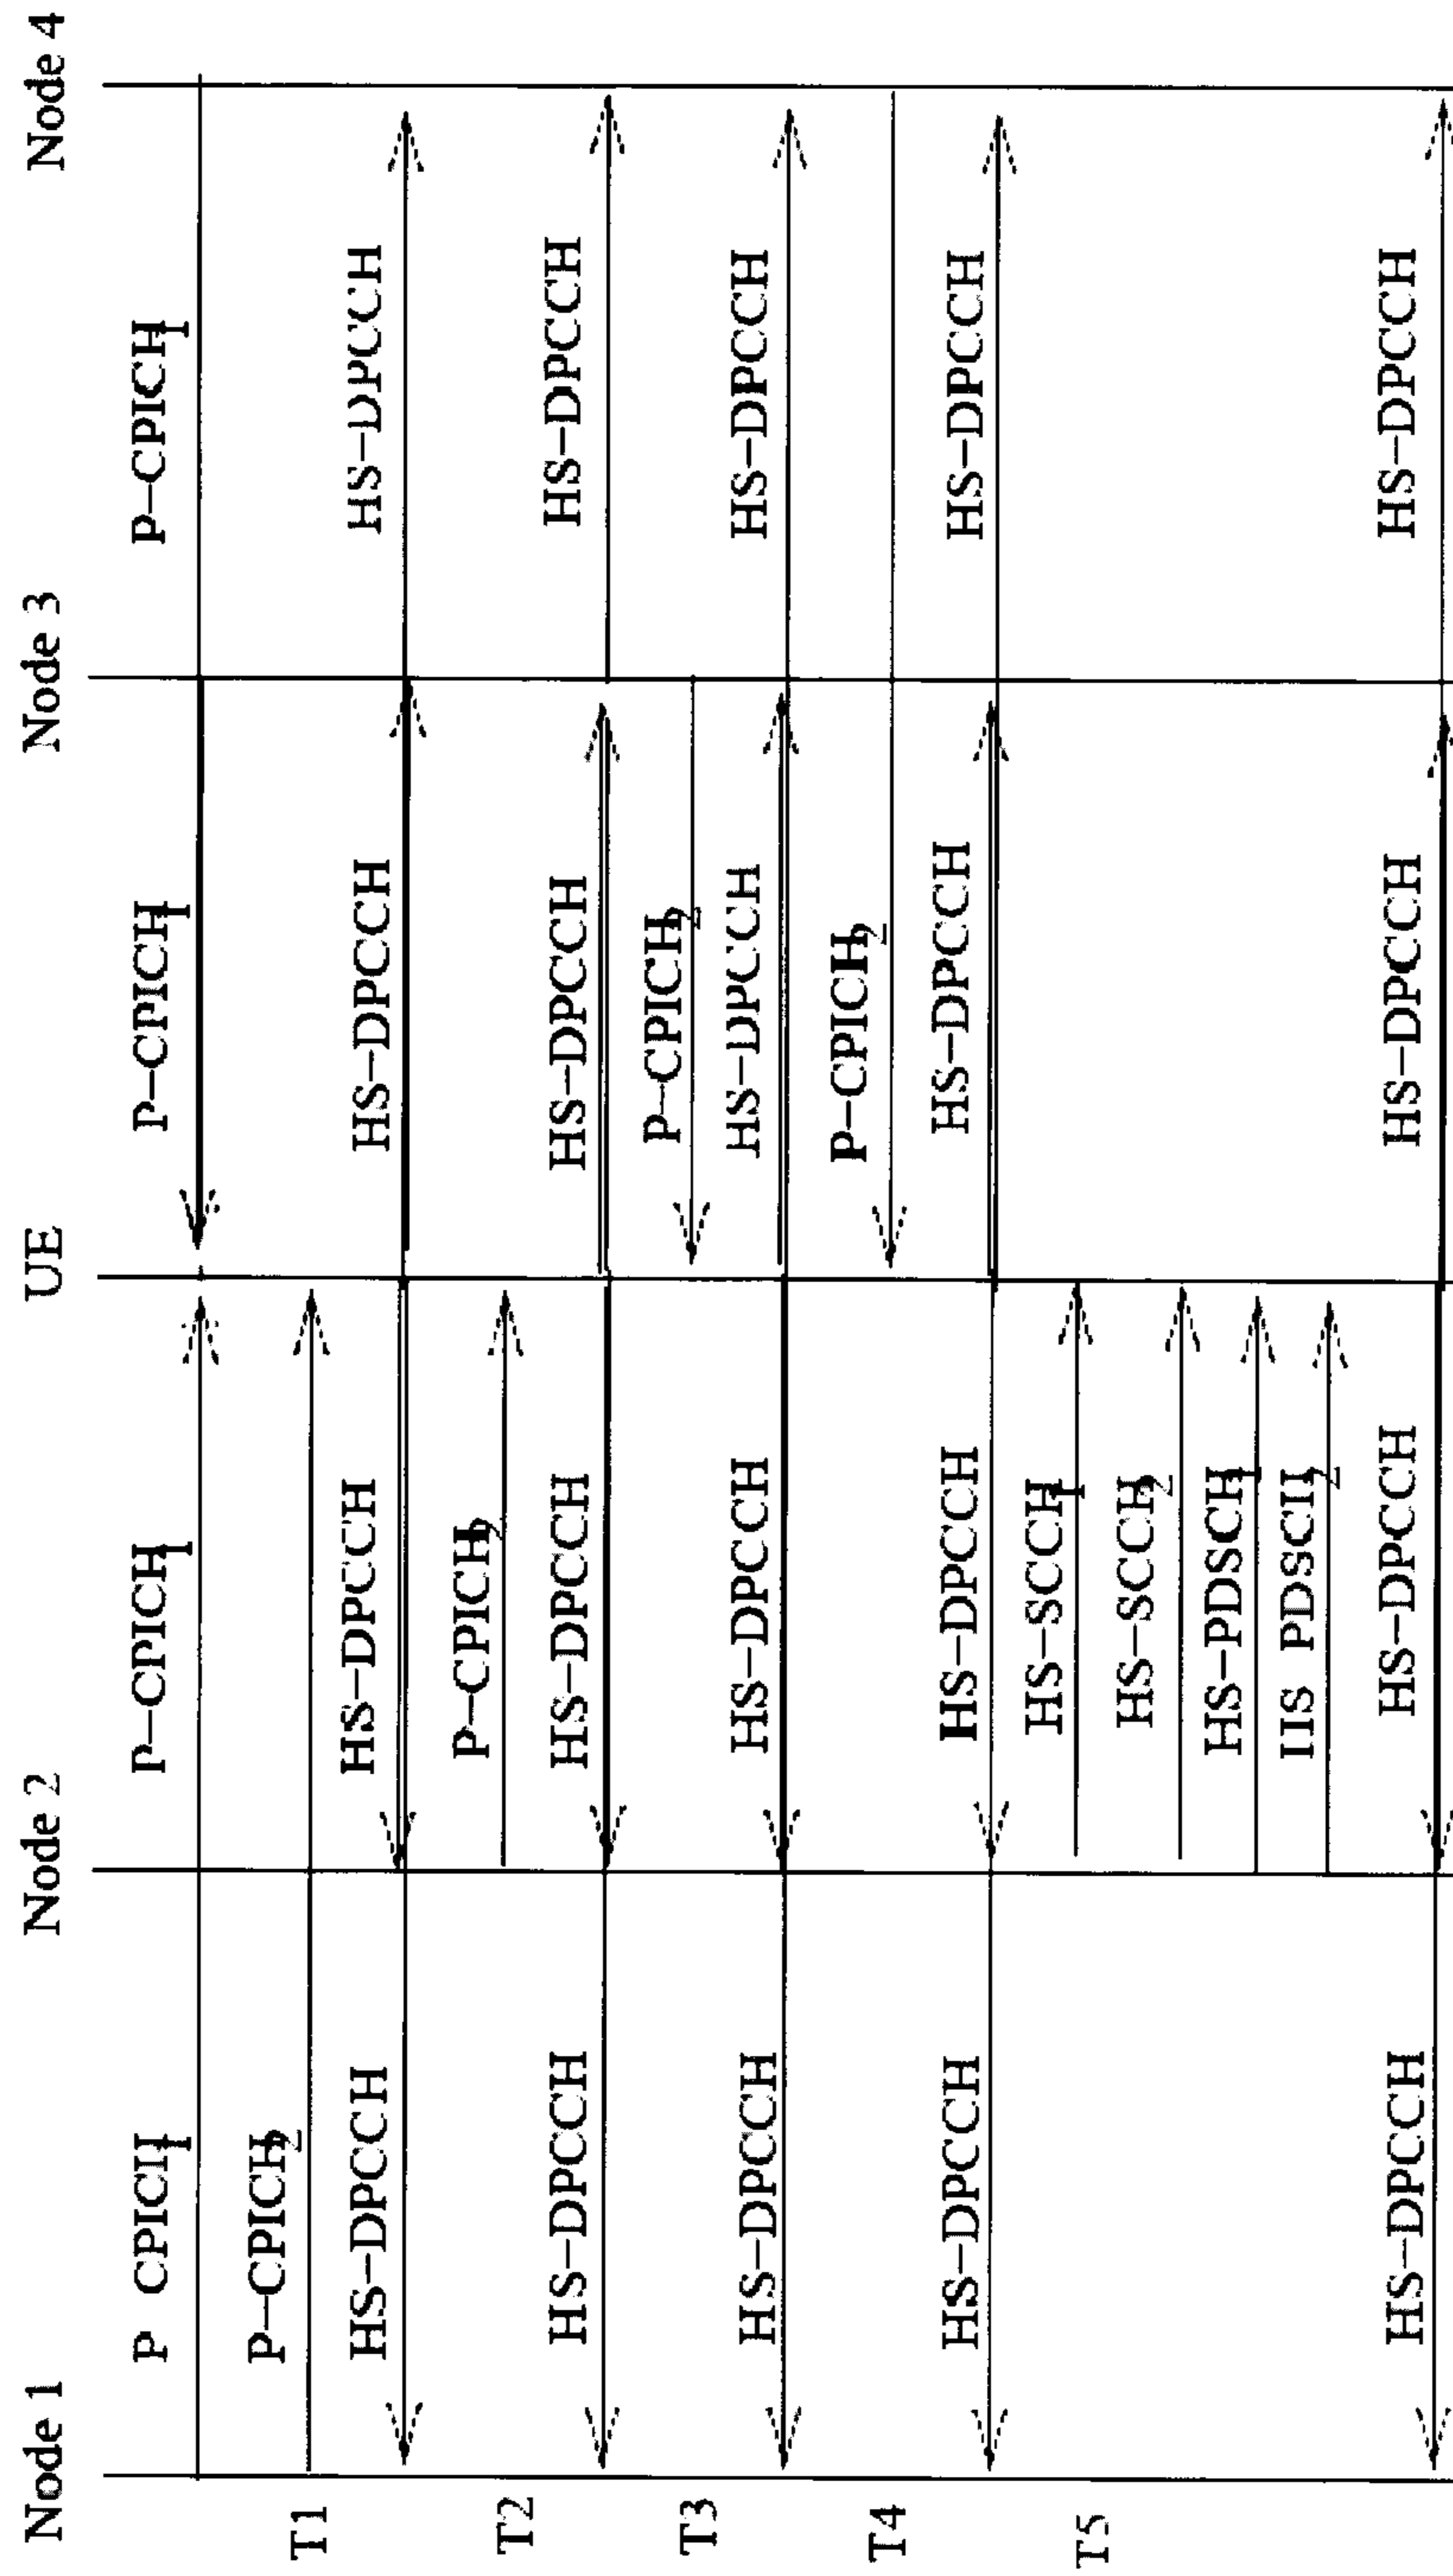 Node 1
Node 2
UE
Node 3
Node 4
P CPICH1
P–CPICH1
P–CPICH1
P–CPICH1
T1
P–CPICH2
HS–DPCCH
HS–DPCCH
HS–DPCCH
HS–DPCCH
T2
P–CPICH2
HS–DPCCH
HS–DPCCH
HS–DPCCH
HS–DPCCH
T3
P–CPICH2
HS–DPCCH
HS–DPCCH
HS–DPCCH
HS–DPCCH
T4
P–CPICH2
HS–DPCCH
HS–DPCCH
HS–DPCCH
HS–DPCCH
T5
HS–SCCH1
HS–SCCH2
HS–PDSCH1
HS PDSCH2
HS–DPCCH
HS–DPCCH
HS–DPCCH
HS–DPCCH